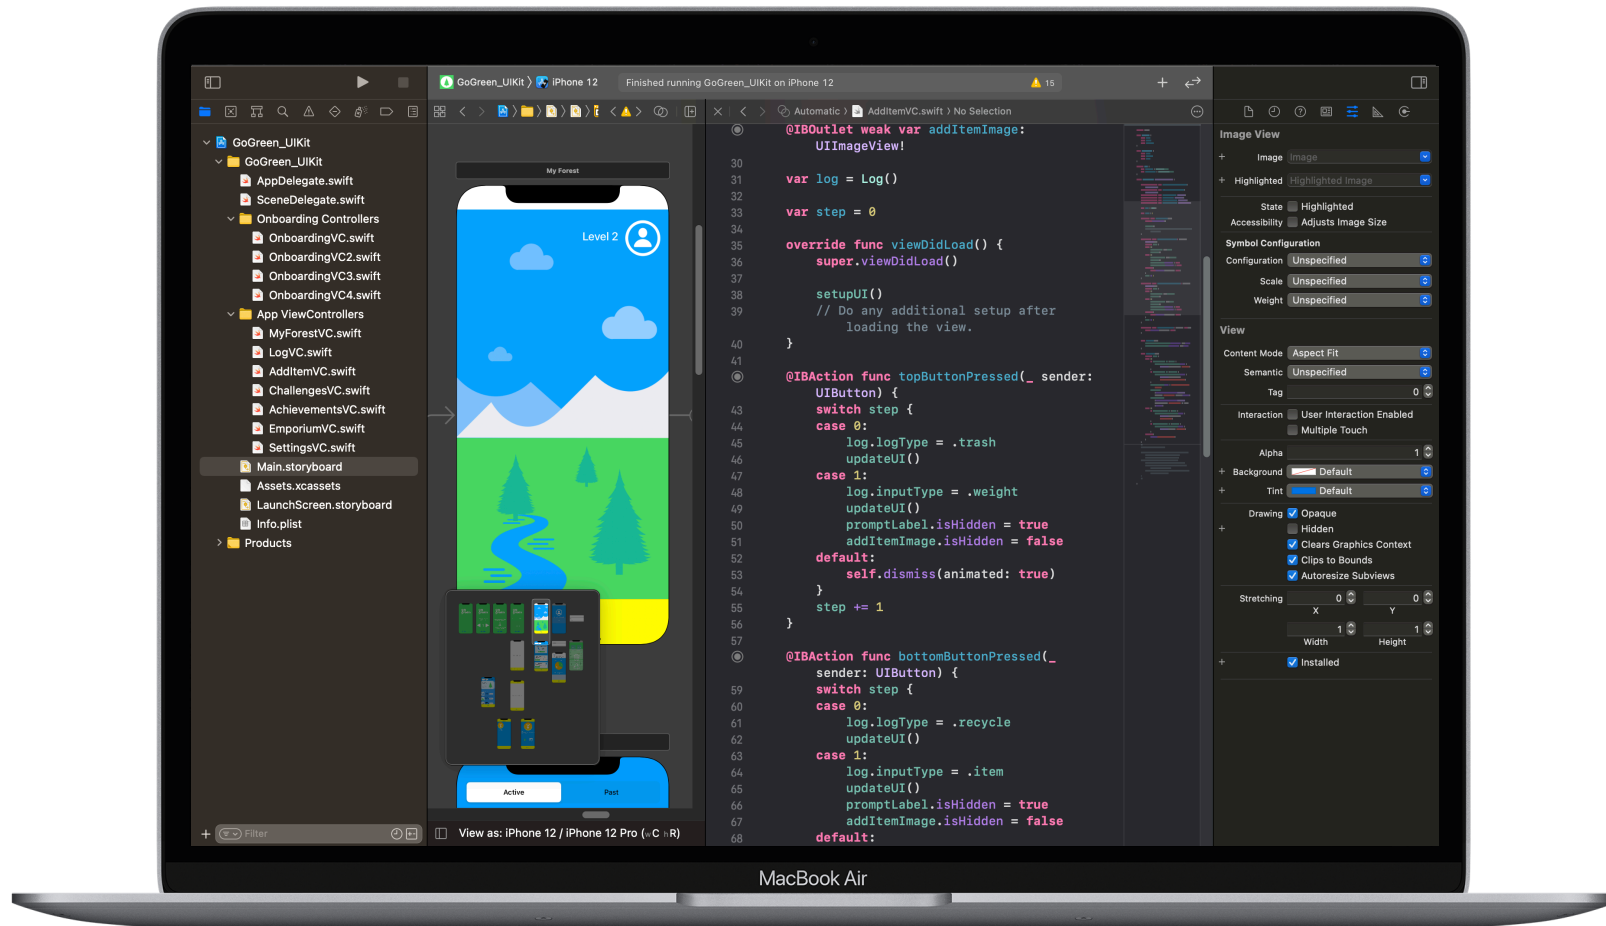 GoGreen_UIKit
iPhone 12
Finished running GoGreen_UIKit on iPhone 12
15
Automatic
AddItemVC.swift
No Selection
GoGreen_UIKit
GoGreen_UIKit
AppDelegate.swift
SceneDelegate.swift
Onboarding Controllers
OnboardingVC.swift
OnboardingVC2.swift
OnboardingVC3.swift
OnboardingVC4.swift
App ViewControllers
MyForestVC.swift
LogVC.swift
AddItemVC.swift
ChallengesVC.swift
AchievementsVC.swift
EmporiumVC.swift
SettingsVC.swift
Main.storyboard
Assets.xcassets
LaunchScreen.storyboard
Info.plist
Products
Filter
My Forest
Level 2
Active
Past
View as: iPhone 12 / iPhone 12 Pro (wC hR)
@IBOutlet weak var addItemImage:
UIImageView!
30
31 var log = Log()
32
33 var step = 0
34
35 override func viewDidLoad() {
36 super.viewDidLoad()
37
38 setupUI()
39 // Do any additional setup after
loading the view.
40 }
41
@IBAction func topButtonPressed(_ sender:
UIButton) {
43 switch step {
44 case 0:
45 log.logType = .trash
46 updateUI()
47 case 1:
48 log.inputType = .weight
49 updateUI()
50 promptLabel.isHidden = true
51 addItemImage.isHidden = false
52 default:
53 self.dismiss(animated: true)
54 }
55 step += 1
56 }
57
@IBAction func bottomButtonPressed(_
sender: UIButton) {
59 switch step {
60 case 0:
61 log.logType = .recycle
62 updateUI()
63 case 1:
64 log.inputType = .item
65 updateUI()
66 promptLabel.isHidden = true
67 addItemImage.isHidden = false
68 default:
Image View
Image Image
Highlighted Highlighted Image
State Highlighted
Accessibility Adjusts Image Size
Symbol Configuration
Configuration Unspecified
Scale Unspecified
Weight Unspecified
View
Content Mode Aspect Fit
Semantic Unspecified
Tag 0
Interaction User Interaction Enabled
Multiple Touch
Alpha 1
Background Default
Tint Default
Drawing Opaque
Hidden
Clears Graphics Context
Clips to Bounds
Autoresize Subviews
Stretching 0 0
X Y
1 1
Width Height
Installed
MacBook Air